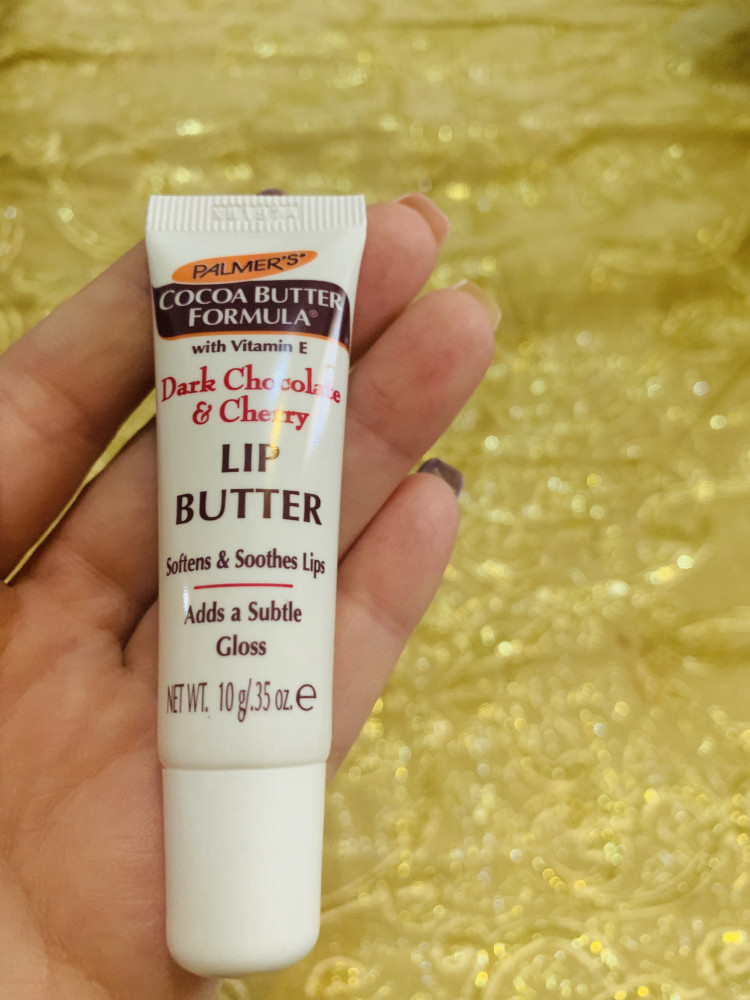 PALMER'S®
COCOA BUTTER
FORMULA®
with Vitamin E
Dark Chocolate
& Cherry
LIP
BUTTER
Softens & Soothes Lips
Adds a Subtle
Gloss
NET WT. 10 g/.35 oz. ℮